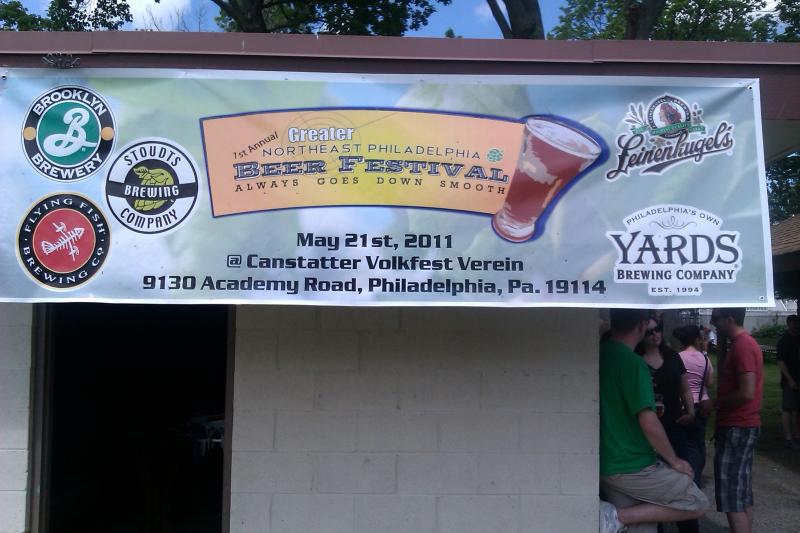 BROOKLYN
B
BREWERY
STOUDTS
BREWING
COMPANY
FLYING FISH
BREWING CO.
1st Annual Greater
NORTHEAST PHILADELPHIA
BEER FESTIVAL
ALWAYS GOES DOWN SMOOTH
May 21st, 2011
@ Canstatter Volkfest Verein
9130 Academy Road, Philadelphia, Pa. 19114
Leinenkugel's
PHILADELPHIA'S OWN
YARDS
BREWING COMPANY
EST. 1994